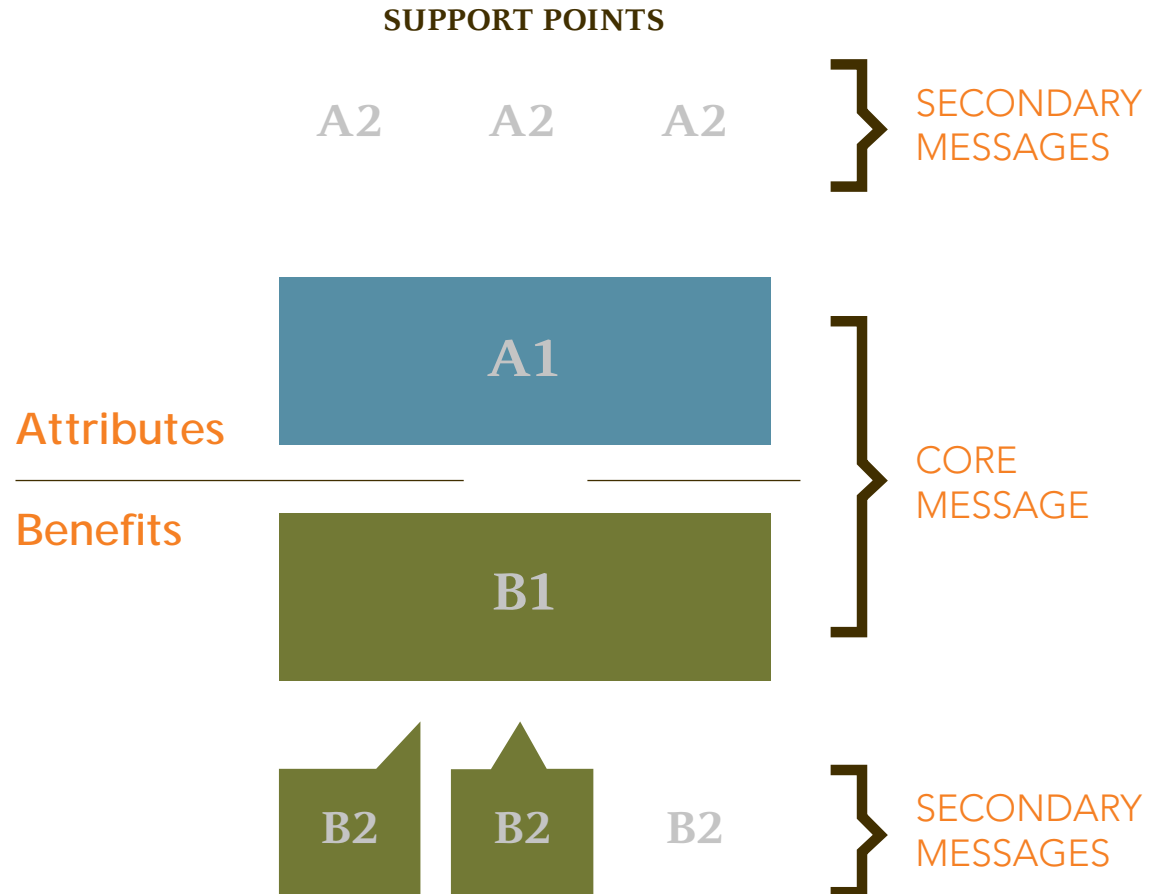 SUPPORT POINTS
A2 A2 A2
SECONDARY
MESSAGES
A1
Attributes
CORE
MESSAGE
Benefits
B1
B2 B2 B2
SECONDARY
MESSAGES